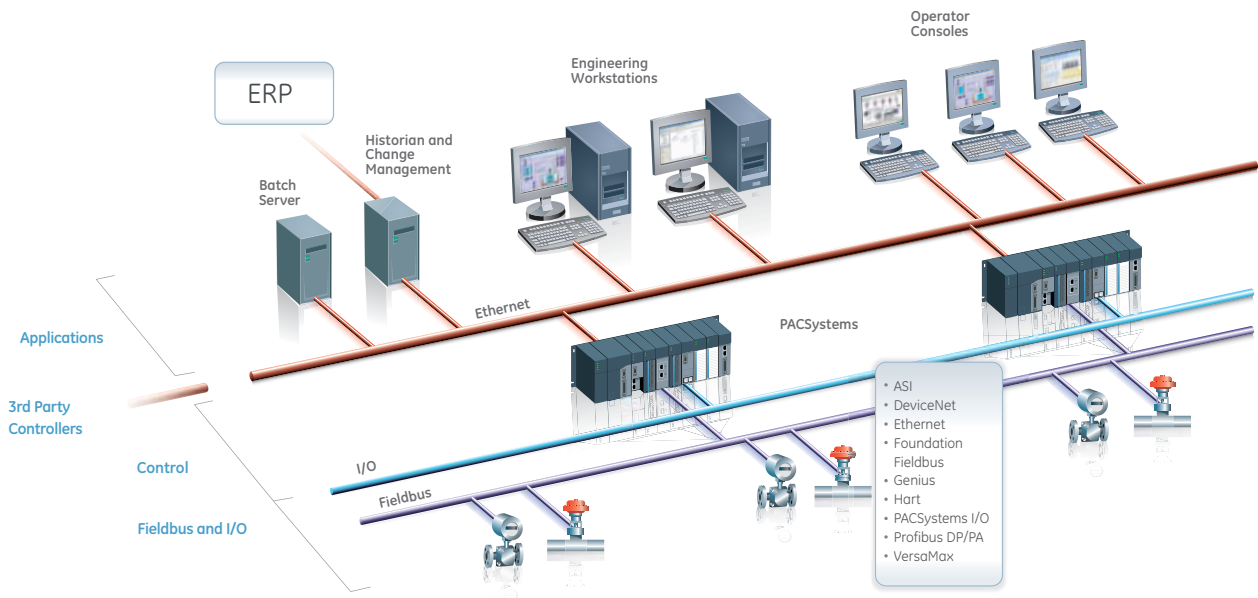 Operator
Consoles
Engineering
Workstations
ERP
Historian and
Change
Management
Batch
Server
Ethernet
PACSystems
Applications
3rd Party
Controllers
Control
Fieldbus and I/O
I/O
Fieldbus
• ASI
• DeviceNet
• Ethernet
• Foundation
Fieldbus
• Genius
• Hart
• PACSystems I/O
• Profibus DP/PA
• VersaMax